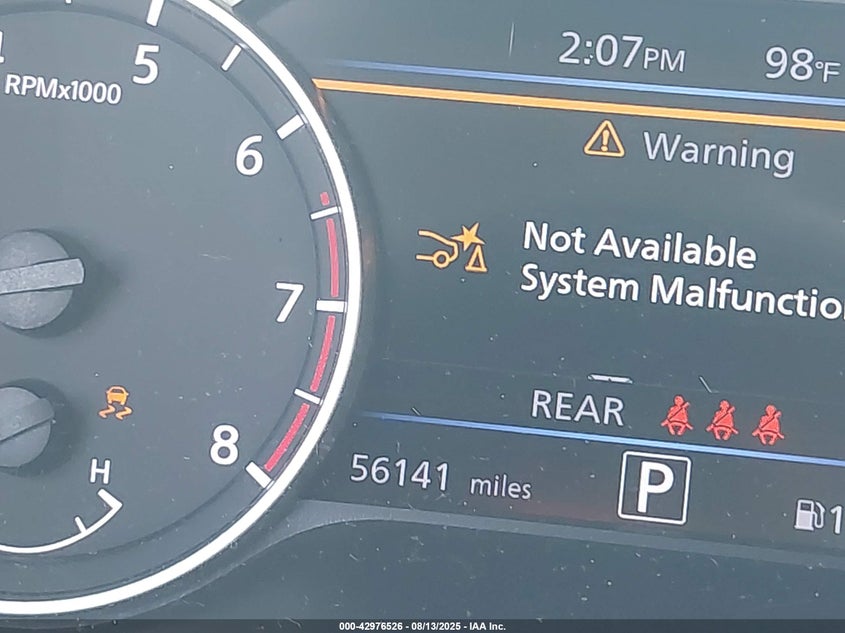 2:07PM 98°F
5
RPMx1000
Warning
6
Not Available
System Malfunctio
7
REAR
8
H
56141 miles
P
1
000-42976526 - 08/13/2025 - IAA Inc.